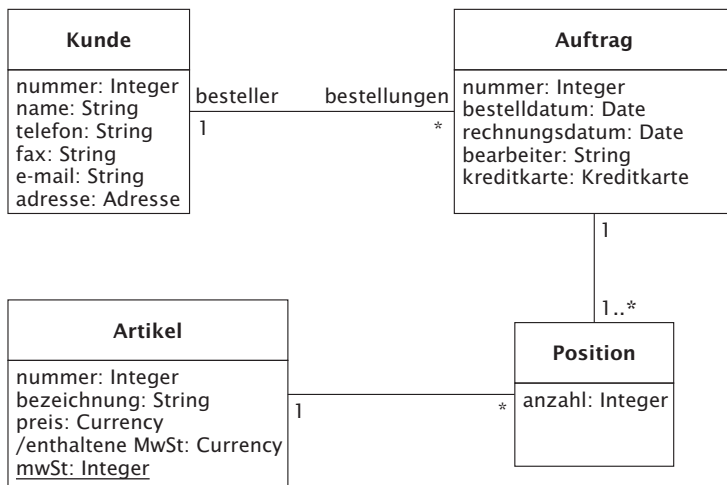 Kunde
nummer: Integer
name: String
telefon: String
fax: String
e-mail: String
adresse: Adresse
besteller
bestellungen
1
*
Auftrag
nummer: Integer
bestelldatum: Date
rechnungsdatum: Date
bearbeiter: String
kreditkarte: Kreditkarte
1
1..*
Artikel
nummer: Integer
bezeichnung: String
preis: Currency
/enthaltene MwSt: Currency
mwSt: Integer
1
*
Position
anzahl: Integer